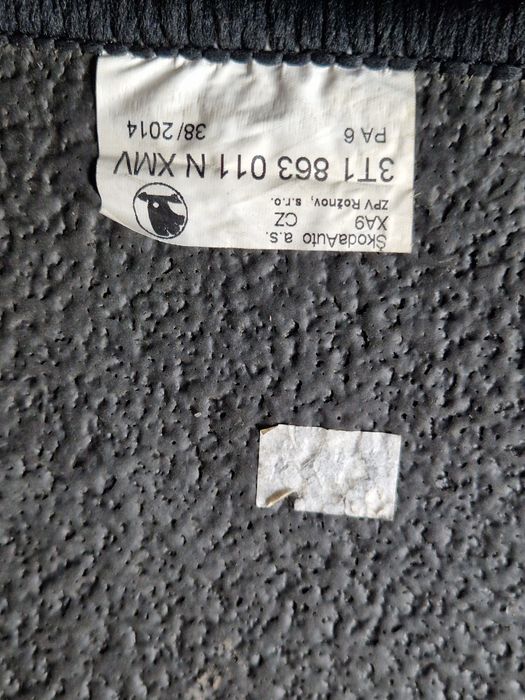 ŠkodaAuto a.s.
XA9 CZ
ZPV Rožnov, s.r.o.
3T1 863 011 N XMV
PA 6 38/2014